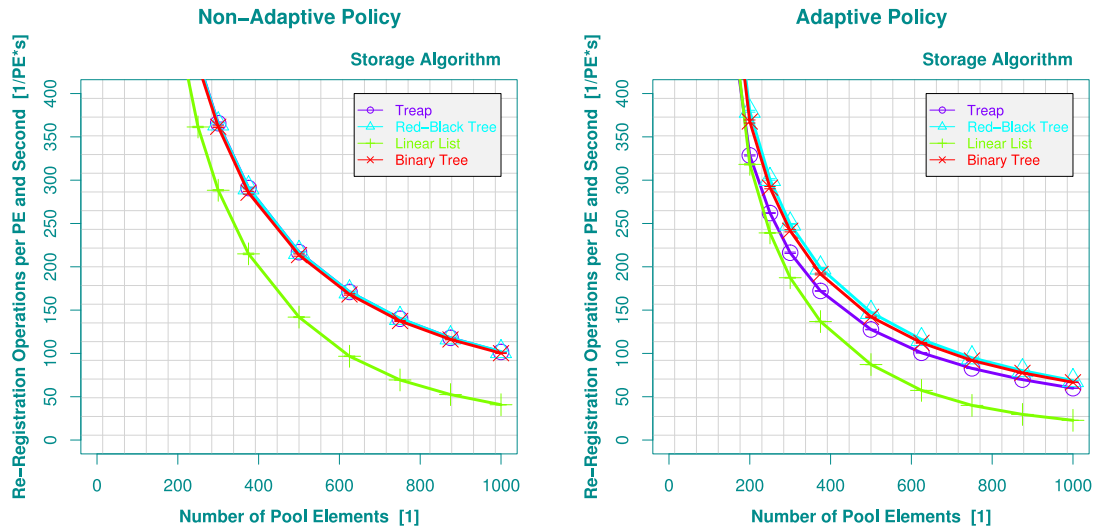 Non−Adaptive Policy
Storage Algorithm
Re−Registration Operations per PE and Second [1/PE*s]
400
350
300
250
200
150
100
50
0
Treap
Red−Black Tree
Linear List
Binary Tree
0 200 400 600 800 1000
Number of Pool Elements [1]
Adaptive Policy
Storage Algorithm
Re−Registration Operations per PE and Second [1/PE*s]
400
350
300
250
200
150
100
50
0
Treap
Red−Black Tree
Linear List
Binary Tree
0 200 400 600 800 1000
Number of Pool Elements [1]